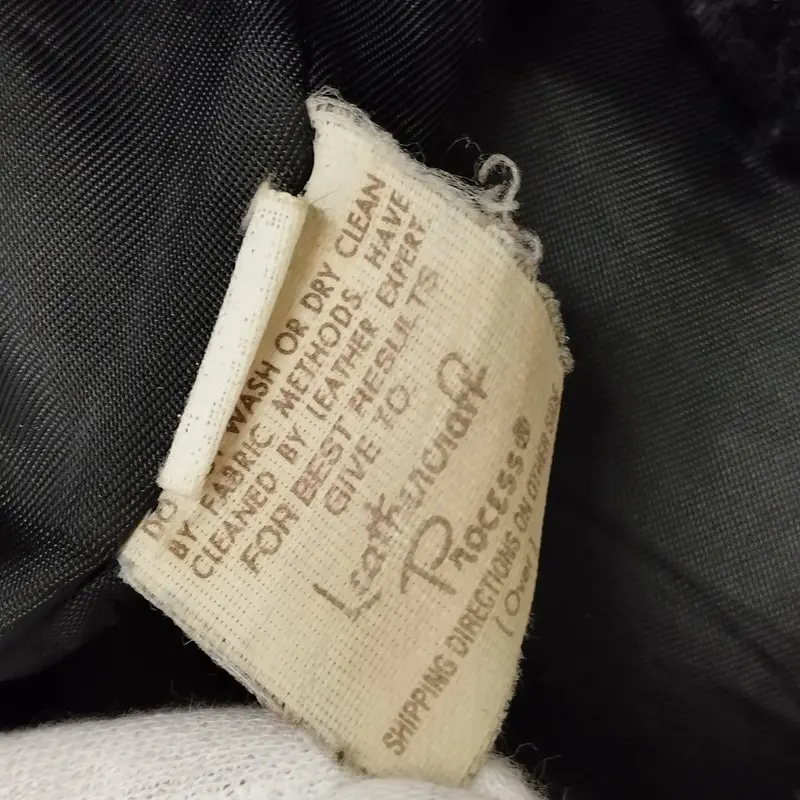 DO WASH OR DRY CLEAN
BY FABRIC METHODS. HAVE
CLEANED BY LEATHER EXPERT.
FOR BEST RESULTS
GIVE TO:
Leathercraft
Process®
SHIPPING DIRECTIONS ON OTHER SIDE
(Over)